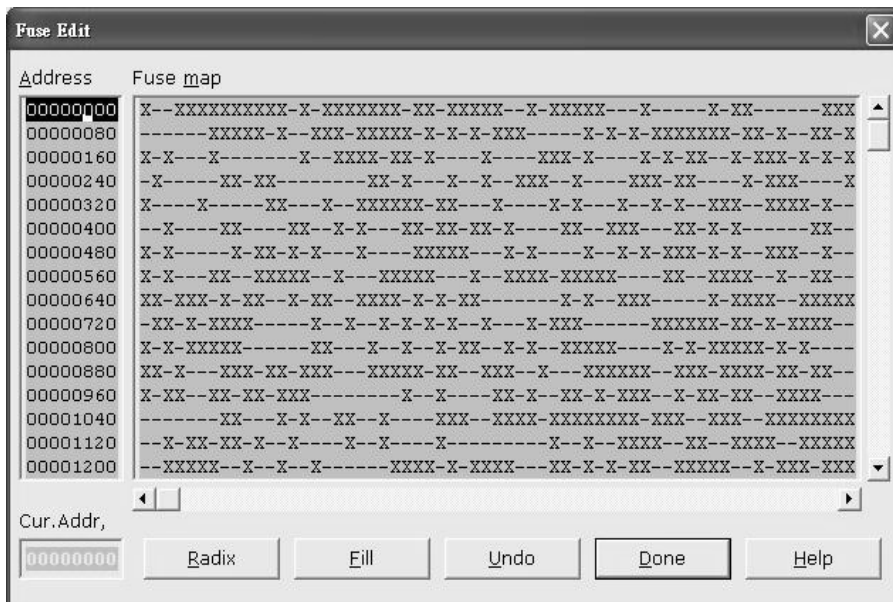 Fuse Edit
Address Fuse map
00000000 X--XXXXXXXXXX-X-XXXXXXXX-XX-XXXXX--X-XXXXX---X------X-XX-------XXX
00000080 ------XXXXX-X--XXX-XXXXX-X-X-X-XXX-----X-X-X-XXXXXXX-XX-X--XX-X
00000160 X-X---X---------X--XXXX-XX-X----X-----XXX-X----X-X-XX--X-XXX-X-X-X
00000240 -X-----XX-XX---------XX-X---X--X--XXX--X----XXX-XX----X-XXX----X
00000320 X----X-----XX---X--XXXXXX-XX---X-----X-X---X--X-X--XXX--XXXX-X--
00000400 --X----XX----XX--X-X----XX-XX-XX-X----XX--XXX---XX-X-------XX--
00000480 X-X-----X-XX-X-X---X----XXXXX---X-X----X--X-X-XXX-X---XXX--X--
00000560 X-X---XX--XXXXX--X---XXXXX----X--XXXX-XXXXX---XX--XXXX--X--XX--
00000640 XX-XXX-X-XX--X-XX--XXXX-X-X-XX-------X-X--XXX-----X-XXXX--XXXXX
00000720 -XX-X-XXXX-----X--X--X-X-X-X--X---X-XXX------XXXXXX-XX-X-XXXX--
00000800 X-X-XXXXX------XX---X--X--X-XX--X-X--XXXXX----X-X-XXXXX-X-X----
00000880 XX-X---XXX-XX-XXX---XXXXX-XX--XXX--X---XXXXXX--XX-XXX-XX--XXX--
00000960 X-XX--XX-XX-XXX--------X--X-------XX-X--XX-X-XXX--X-XX-XX--XXXX---
00001040 -------XX---X-X--XX--X----XXX--XXXX-XXXXXXXX-XXX--XXX--XXXXXXXX
00001120 --X-XX-XX-X--X----X--X----X---------X--X--XXXX---XX--XXXX-----
00001200 --XXXXX--X--X--X------XXXX-X-XXXX---XX-X-X-XX--XXXXX--X-XXX-XXX
Cur.Addr,
00000000 Radix Fill Undo Done Help